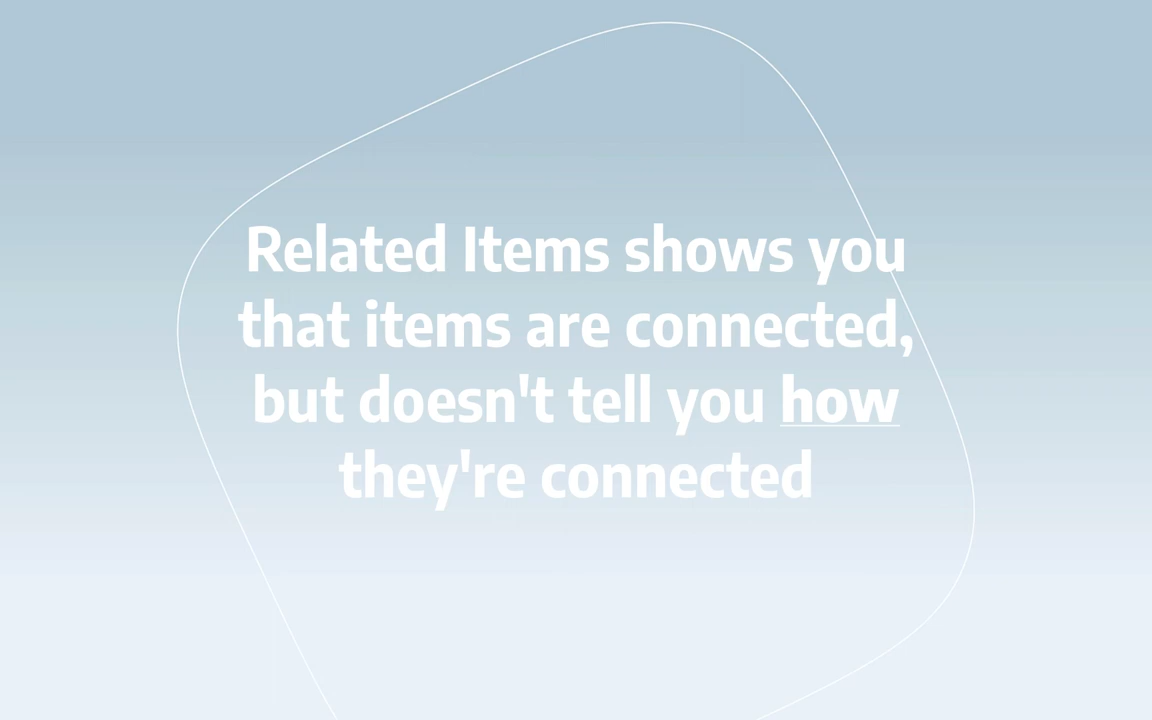 Related Items shows you
that items are connected,
but doesn't tell you how
they're connected